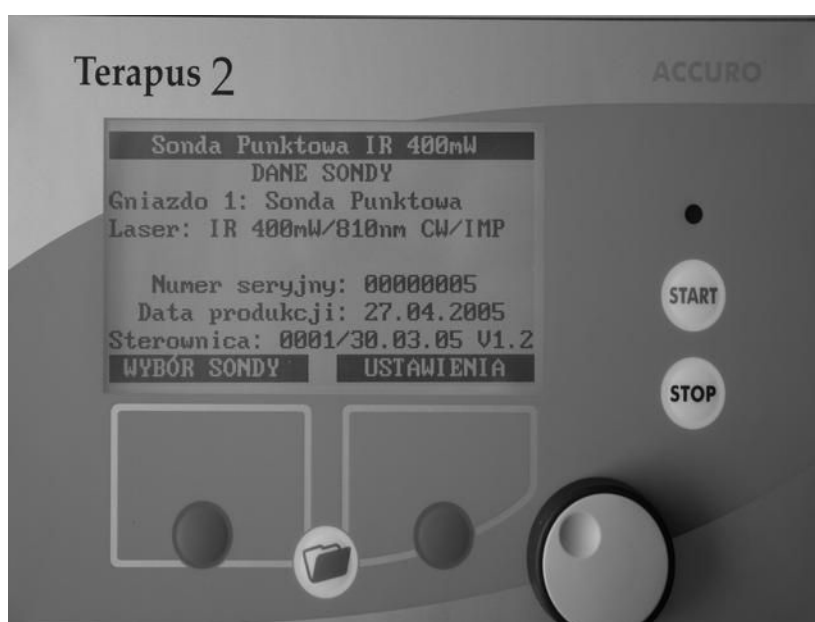 Terapus 2
ACCURO
Sonda Punktowa IR 400mW
DANE SONDY
Gniazdo 1: Sonda Punktowa
Laser: IR 400mW/810nm CW/IMP
Numer seryjny: 00000005
Data produkcji: 27.04.2005
Sterownica: 0001/30.03.05 V1.2
WYBÓR SONDY USTAWIENIA
START
STOP